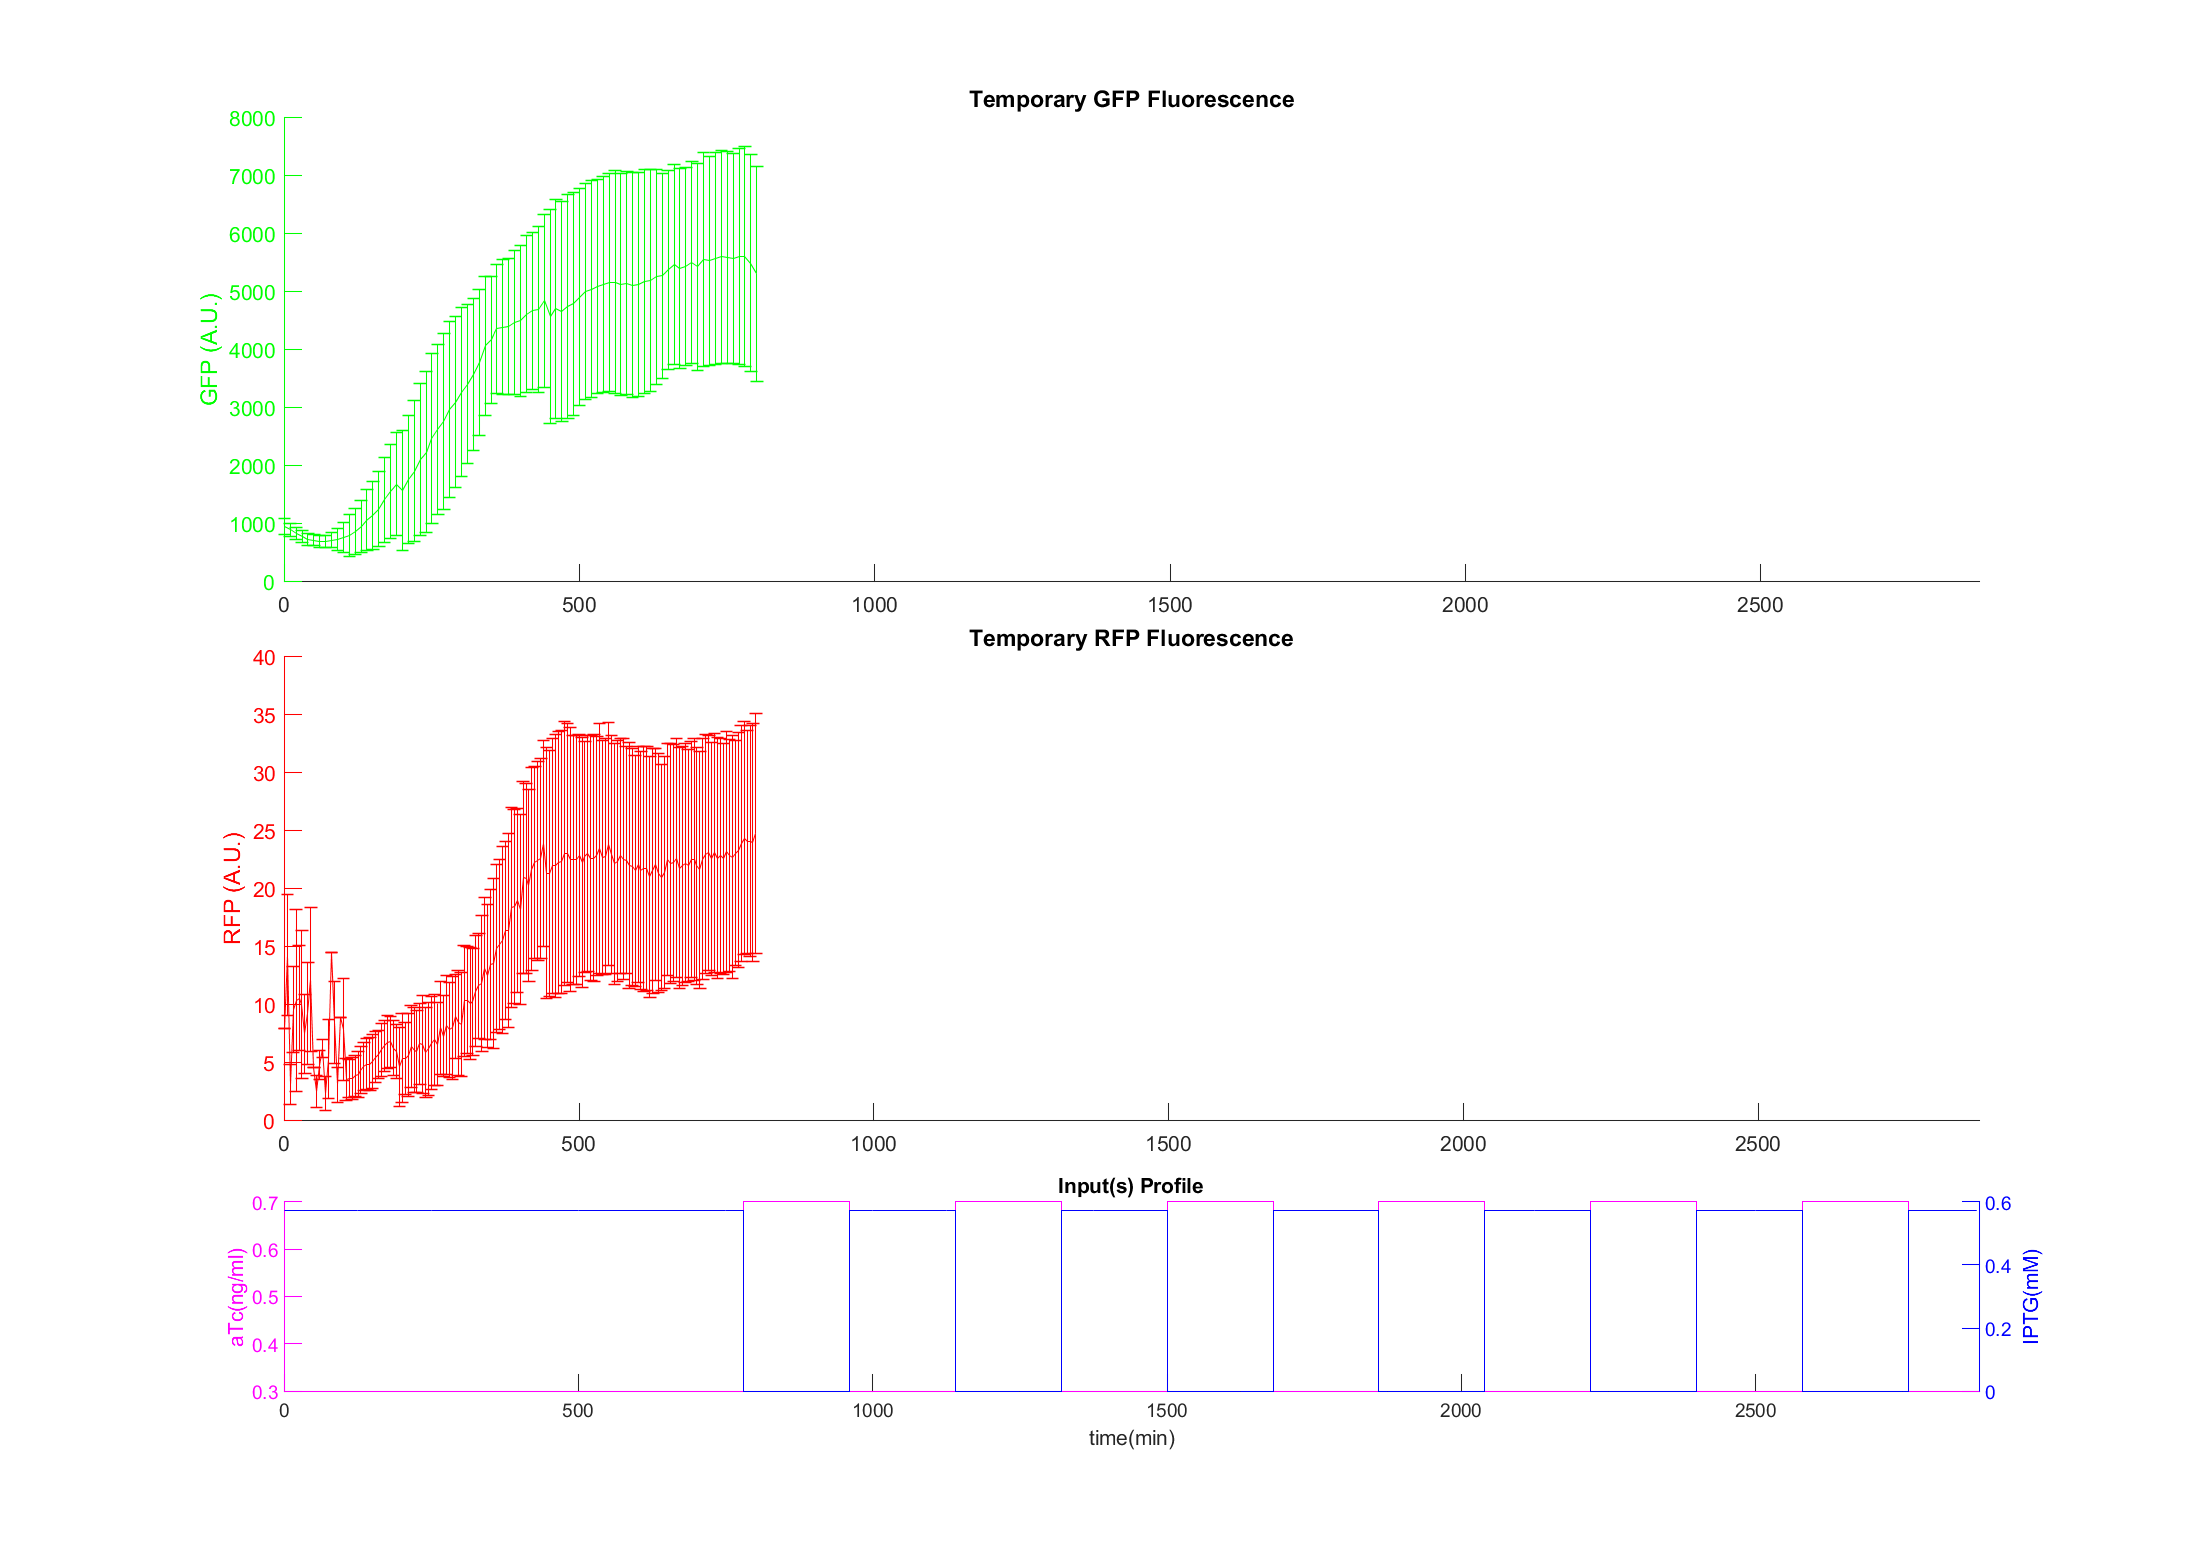 Temporary GFP Fluorescence
8000
7000
6000
5000
4000
3000
2000
1000
0
GFP (A.U.)
0 500 1000 1500 2000 2500
Temporary RFP Fluorescence
40
35
30
25
20
15
10
5
0
RFP (A.U.)
0 500 1000 1500 2000 2500
Input(s) Profile
0.7
0.6
0.5
0.4
0.3
aTc(ng/ml)
0.6
0.4
0.2
0
IPTG(mM)
0 500 1000 1500 2000 2500
time(min)